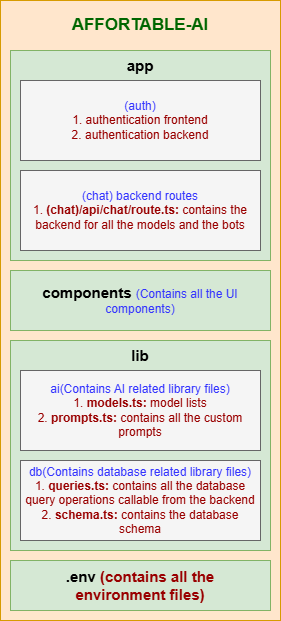 AFFORTABLE-AI
app
(auth)
1. authentication frontend
2. authentication backend
(chat) backend routes
1. (chat)/api/chat/route.ts: contains the
backend for all the models and the bots
components (Contains all the UI
components)
lib
ai(Contains AI related library files)
1. models.ts: model lists
2. prompts.ts: contains all the custom
prompts
db(Contains database related library files)
1. queries.ts: contains all the database
query operations callable from the backend
2. schema.ts: contains the database
schema
.env (contains all the
environment files)